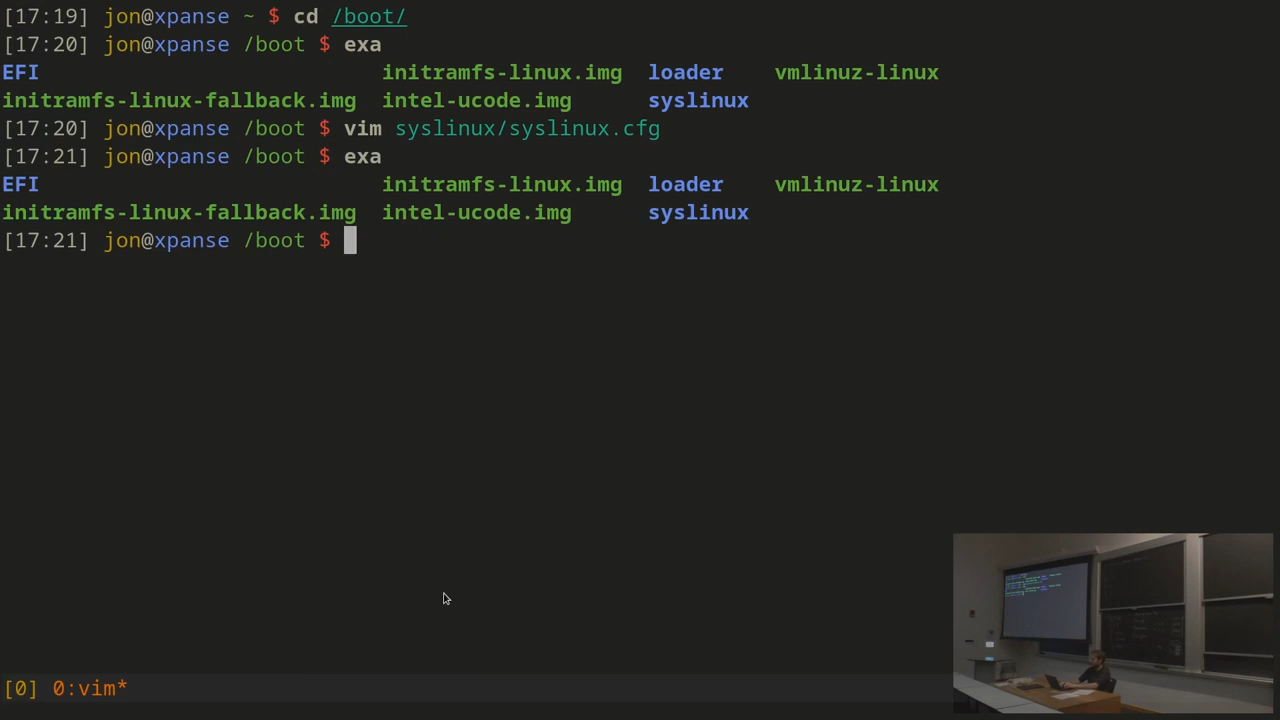 [17:19] jon@xpanse ~ $ cd /boot/
[17:20] jon@xpanse /boot $ exa
EFI initramfs-linux.img loader vmlinuz-linux
initramfs-linux-fallback.img intel-ucode.img syslinux
[17:20] jon@xpanse /boot $ vim syslinux/syslinux.cfg
[17:21] jon@xpanse /boot $ exa
EFI initramfs-linux.img loader vmlinuz-linux
initramfs-linux-fallback.img intel-ucode.img syslinux
[17:21] jon@xpanse /boot $
[0] 0:vim*